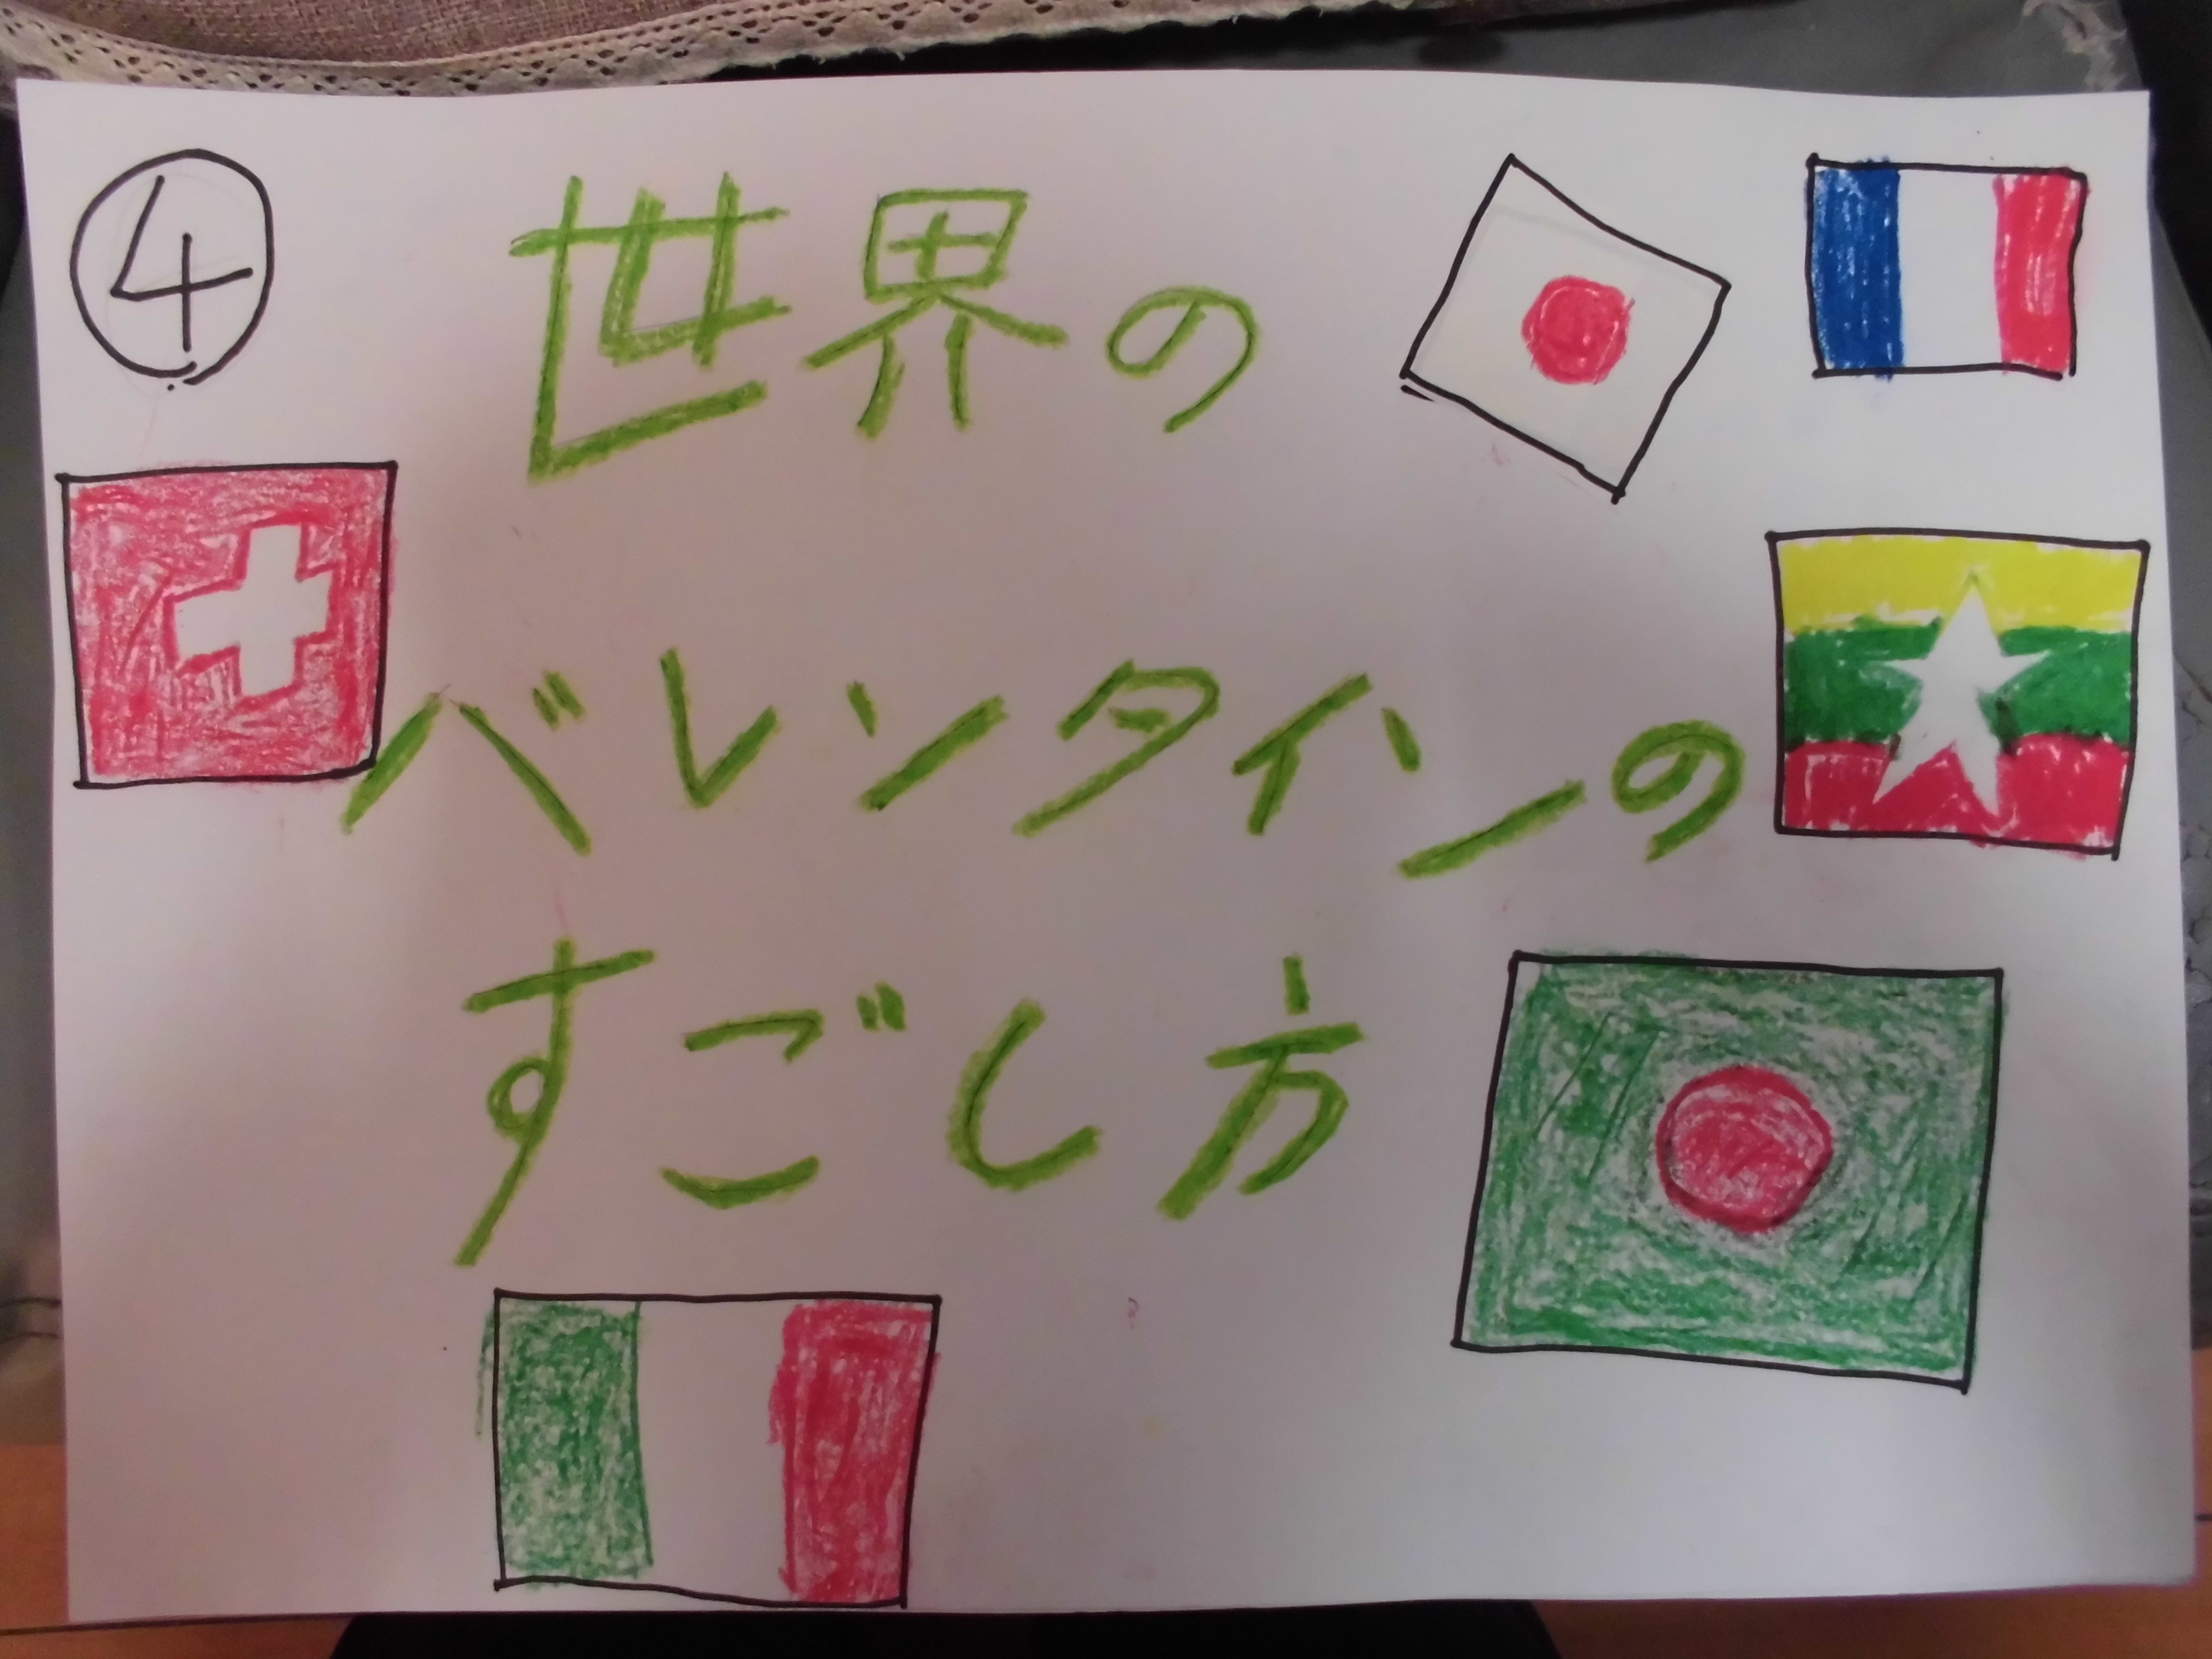 ④
世界の
バレンタインの
すごし方